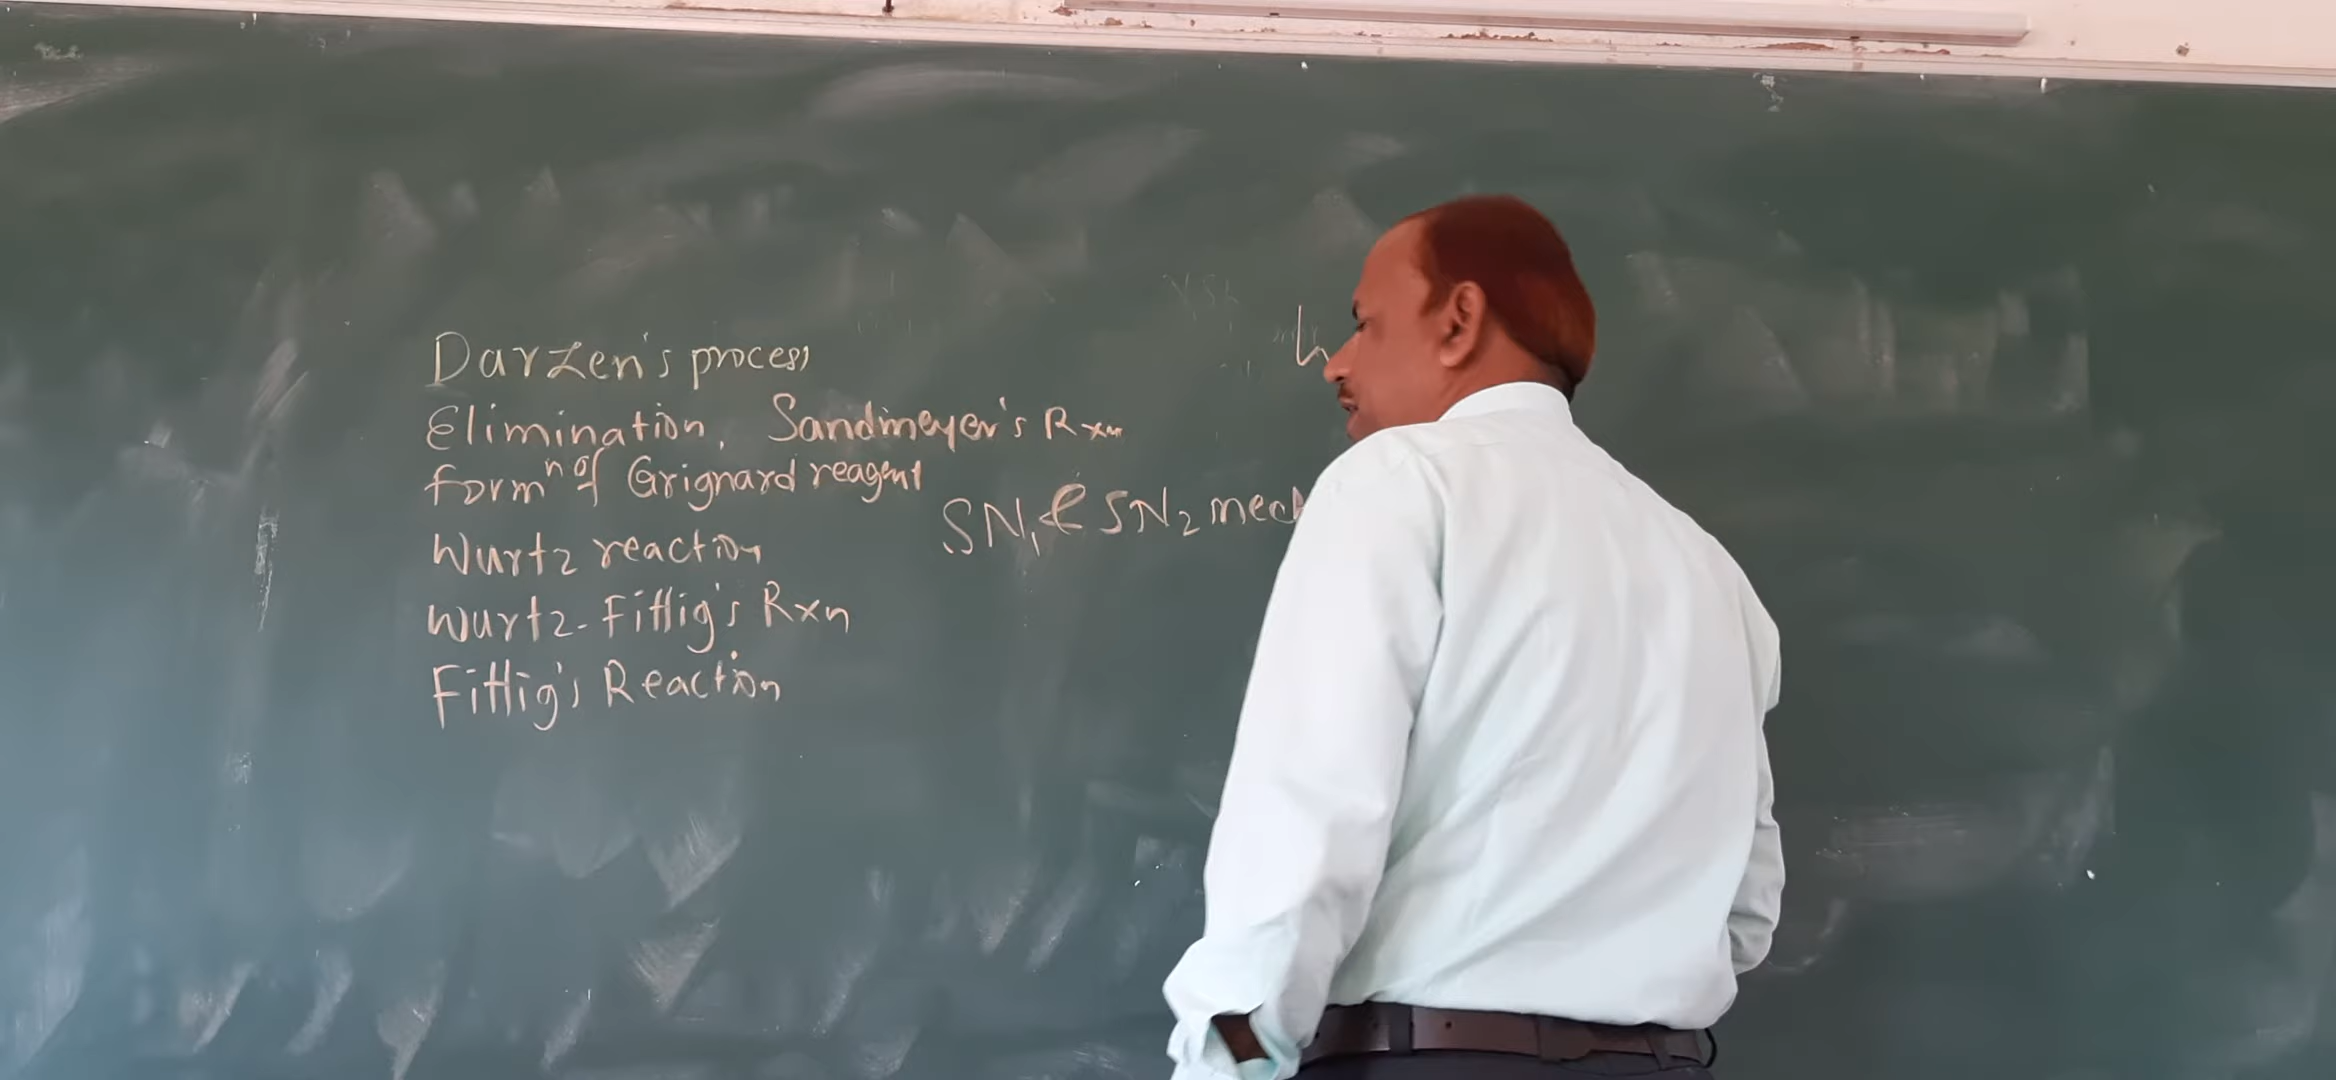 Darzen's process
Elimination, Sandmeyer's Rxn
formⁿ of Grignard reagent
SN₁ & SN₂ mech
Wurtz reaction
Wurtz-Fittig's Rxn
Fittig's Reaction